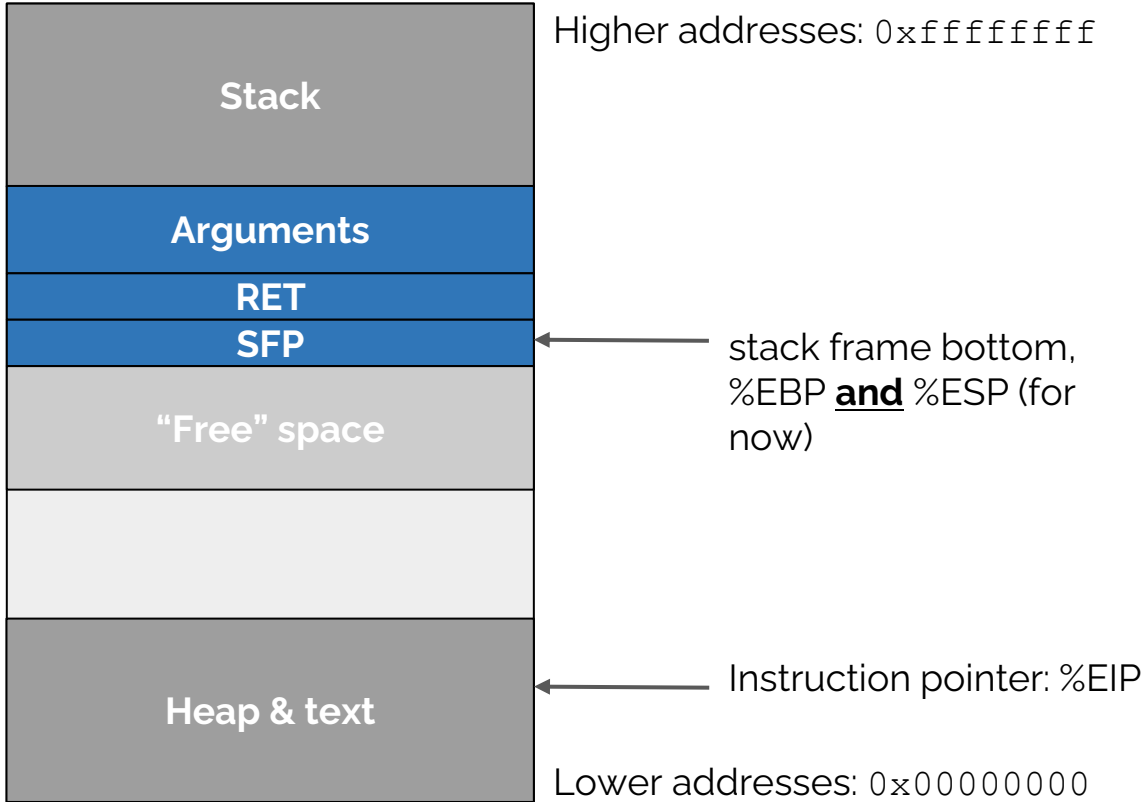 Higher addresses: 0xffffffff
Stack
Arguments
RET
SFP
stack frame bottom,
%EBP and %ESP (for
now)
“Free” space
Instruction pointer: %EIP
Heap & text
Lower addresses: 0x00000000